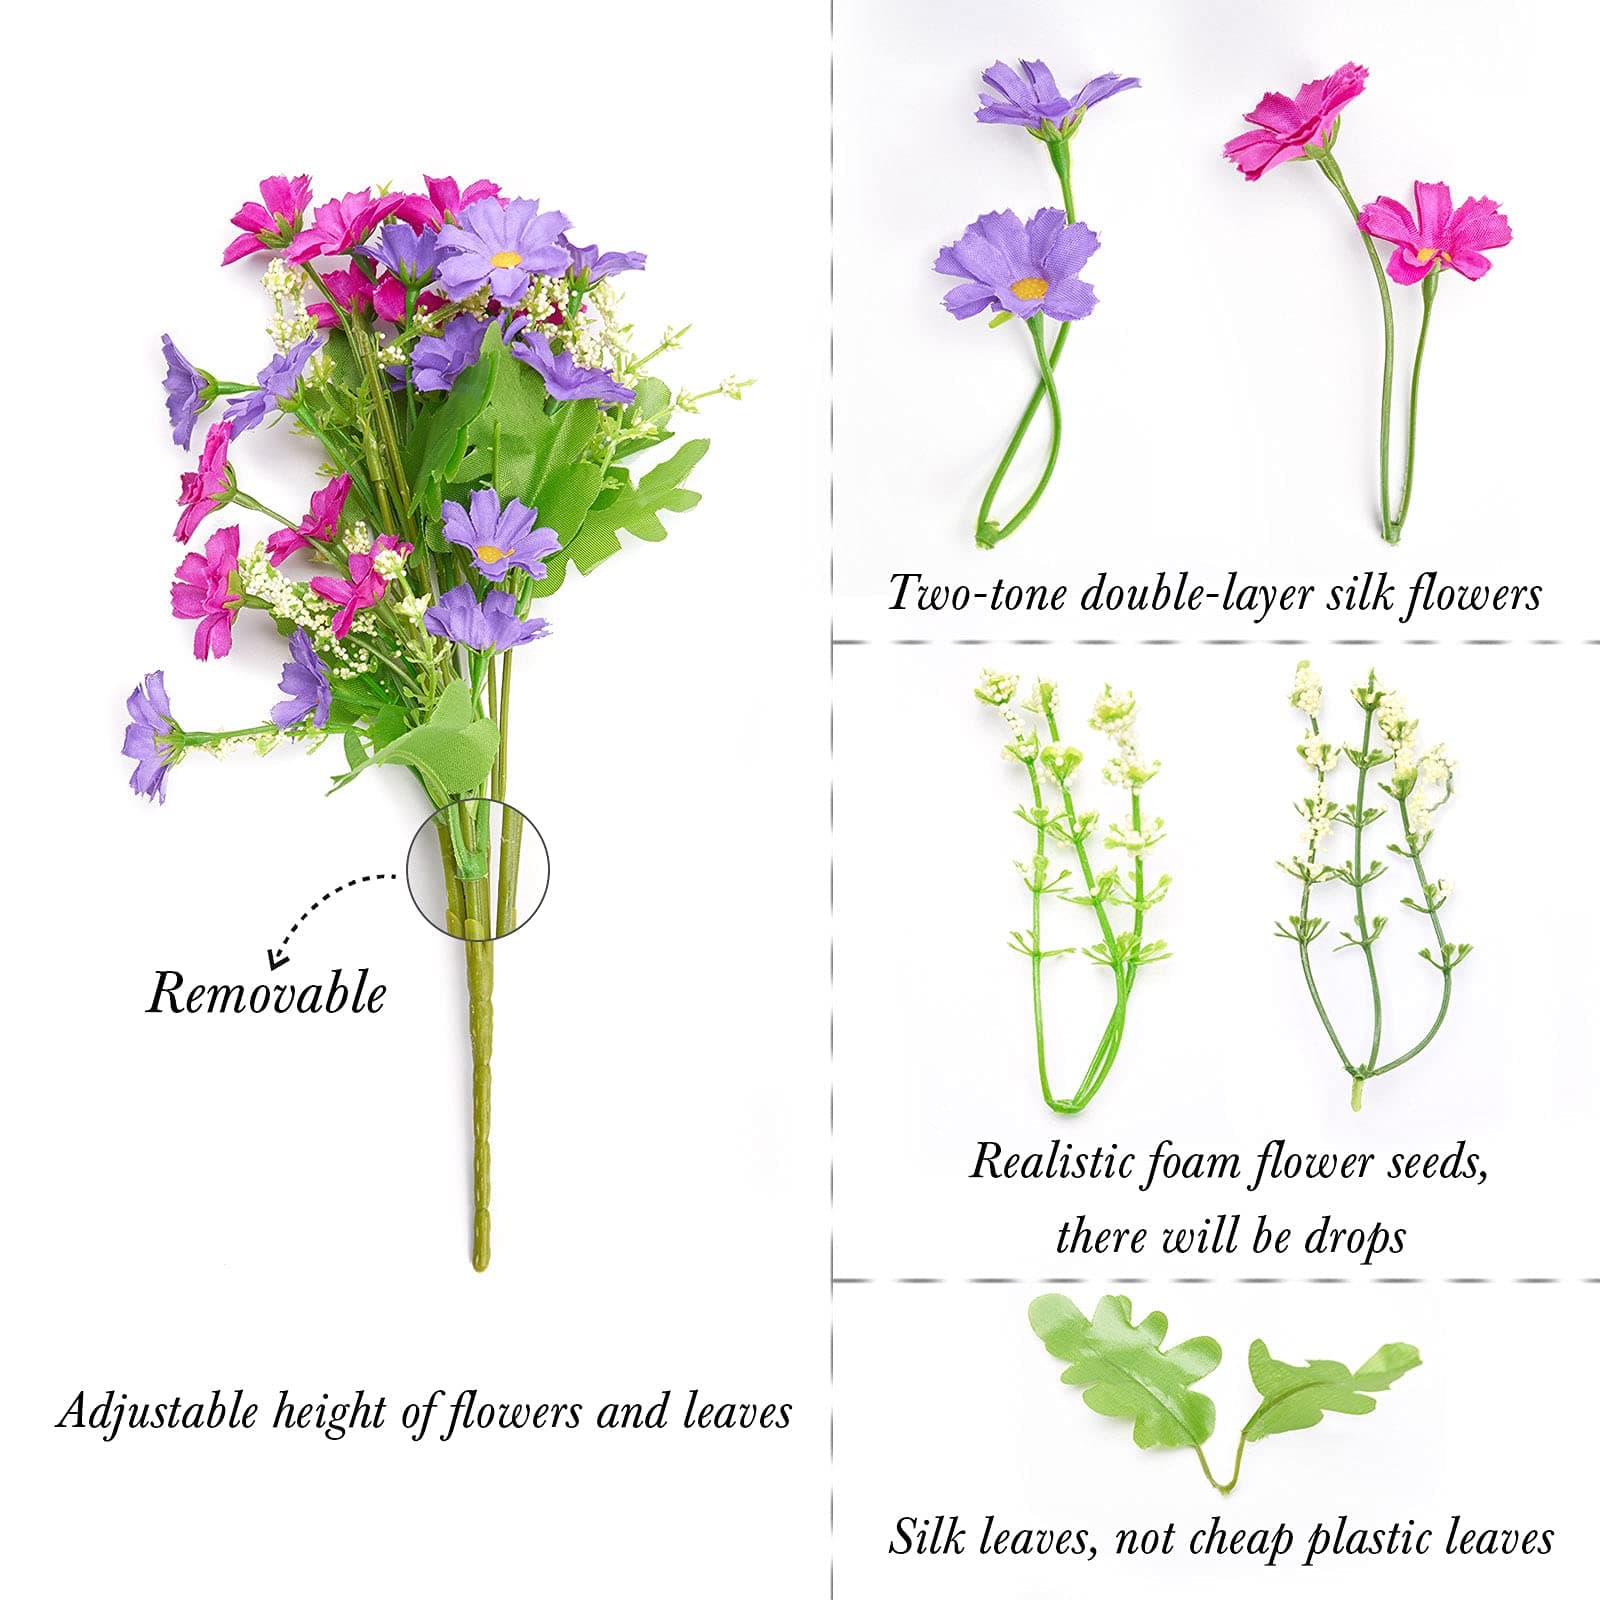 Removable
Adjustable height of flowers and leaves
Two-tone double-layer silk flowers
Realistic foam flower seeds,
there will be drops
Silk leaves, not cheap plastic leaves